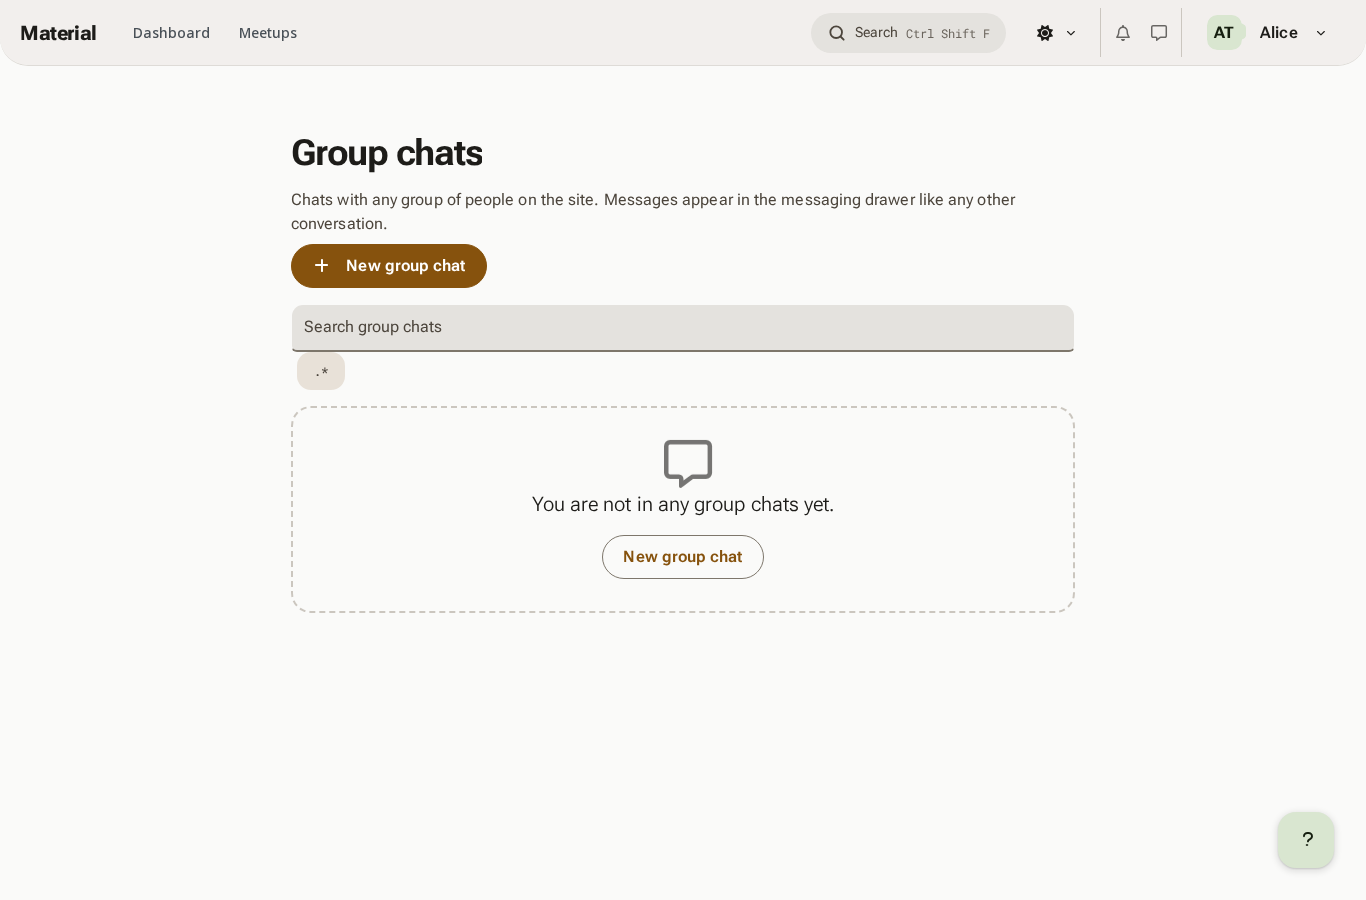 Material
Dashboard
Meetups
Search Ctrl Shift F
AT
Alice
Group chats
Chats with any group of people on the site. Messages appear in the messaging drawer like any other
conversation.
New group chat
Search group chats
.*
You are not in any group chats yet.
New group chat
?